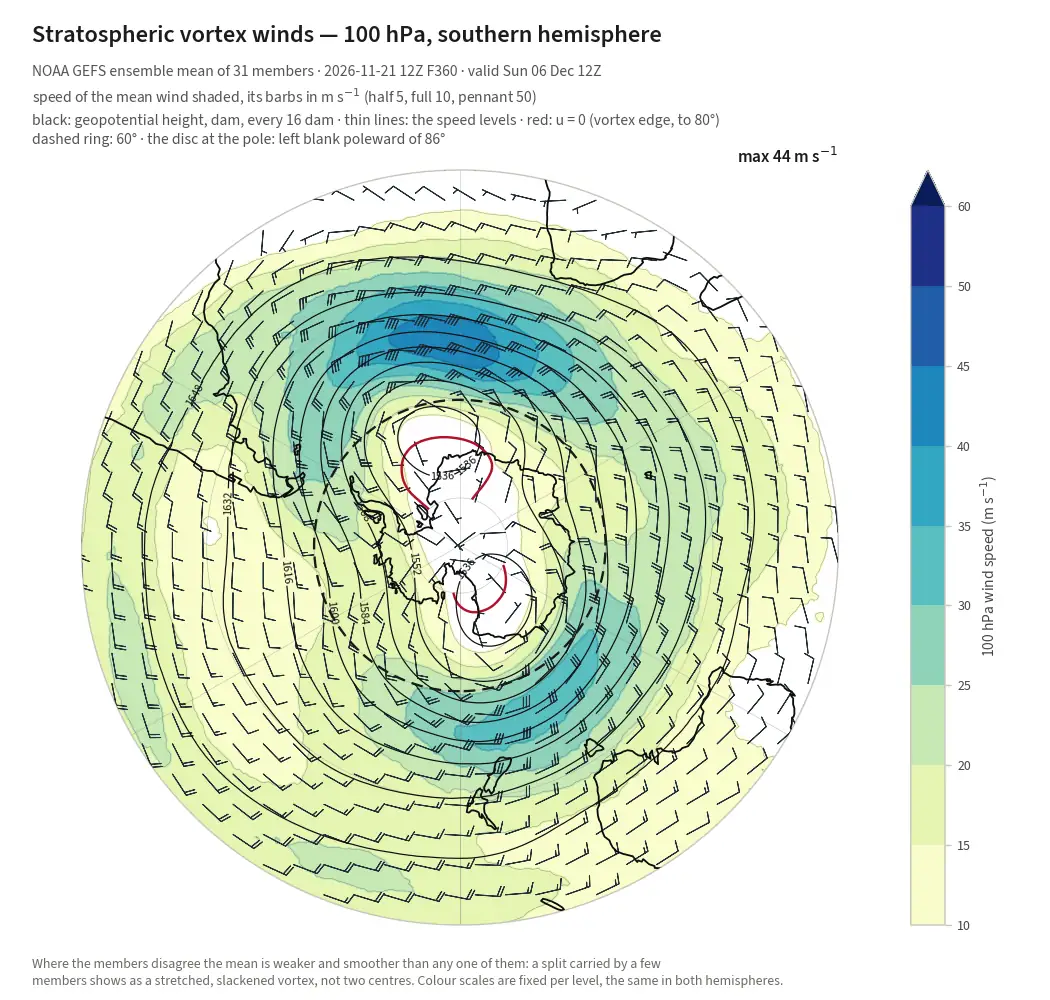 Stratospheric vortex winds — 100 hPa, southern hemisphere
NOAA GEFS ensemble mean of 31 members · 2026-11-21 12Z F360 · valid Sun 06 Dec 12Z
speed of the mean wind shaded, its barbs in m s⁻¹ (half 5, full 10, pennant 50)
black: geopotential height, dam, every 16 dam · thin lines: the speed levels · red: u = 0 (vortex edge, to 80°)
dashed ring: 60° · the disc at the pole: left blank poleward of 86°
max 44 m s⁻¹
60
50
45
40
35
30
25
20
15
10
100 hPa wind speed (m s⁻¹)
1648
1632
1616
1600
1584
1552
1536
1536
1536
Where the members disagree the mean is weaker and smoother than any one of them: a split carried by a few
members shows as a stretched, slackened vortex, not two centres. Colour scales are fixed per level, the same in both hemispheres.